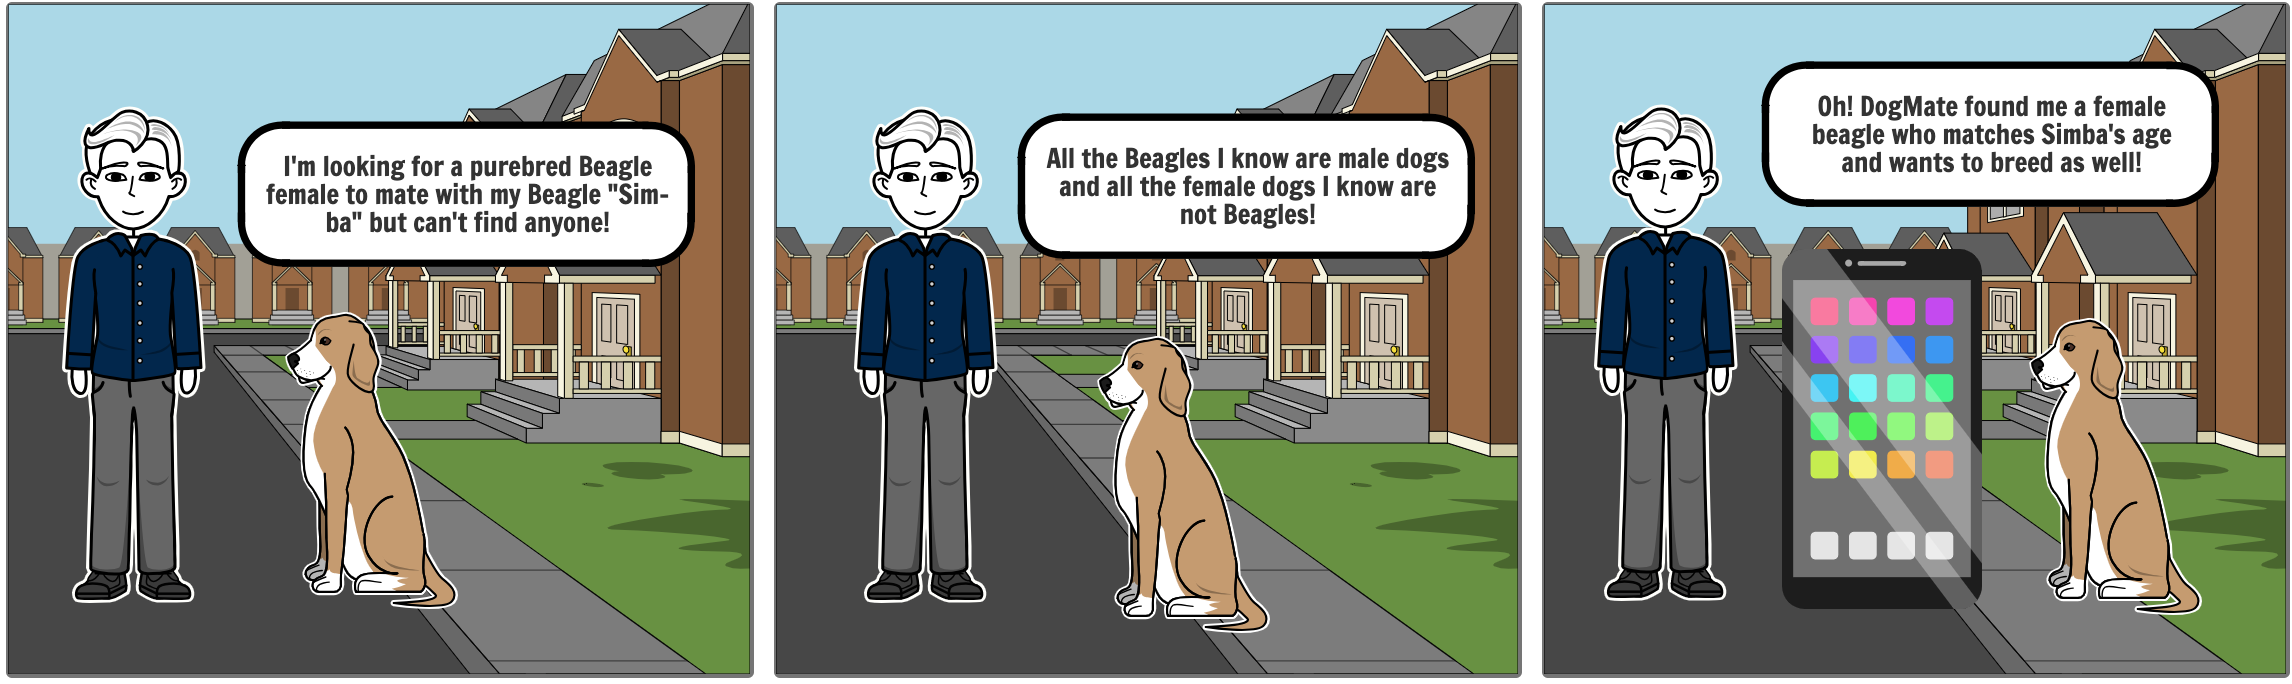 I'm looking for a purebred Beagle
female to mate with my Beagle "Sim-
ba" but can't find anyone!
All the Beagles I know are male dogs
and all the female dogs I know are
not Beagles!
Oh! DogMate found me a female
beagle who matches Simba's age
and wants to breed as well!